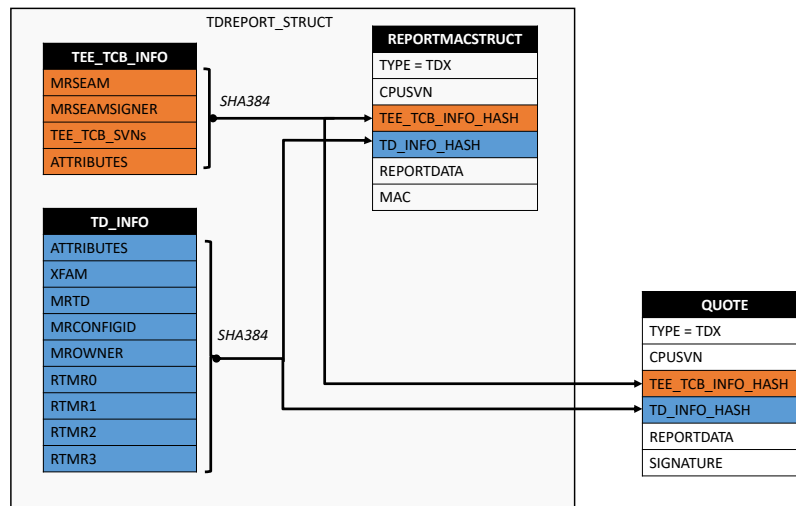 TDREPORT_STRUCT
TEE_TCB_INFO
MRSEAM
MRSEAMSIGNER
TEE_TCB_SVNs
ATTRIBUTES
SHA384
REPORTMACSTRUCT
TYPE = TDX
CPUSVN
TEE_TCB_INFO_HASH
TD_INFO_HASH
REPORTDATA
MAC
TD_INFO
ATTRIBUTES
XFAM
MRTD
MRCONFIGID
MROWNER
RTMR0
RTMR1
RTMR2
RTMR3
SHA384
QUOTE
TYPE = TDX
CPUSVN
TEE_TCB_INFO_HASH
TD_INFO_HASH
REPORTDATA
SIGNATURE